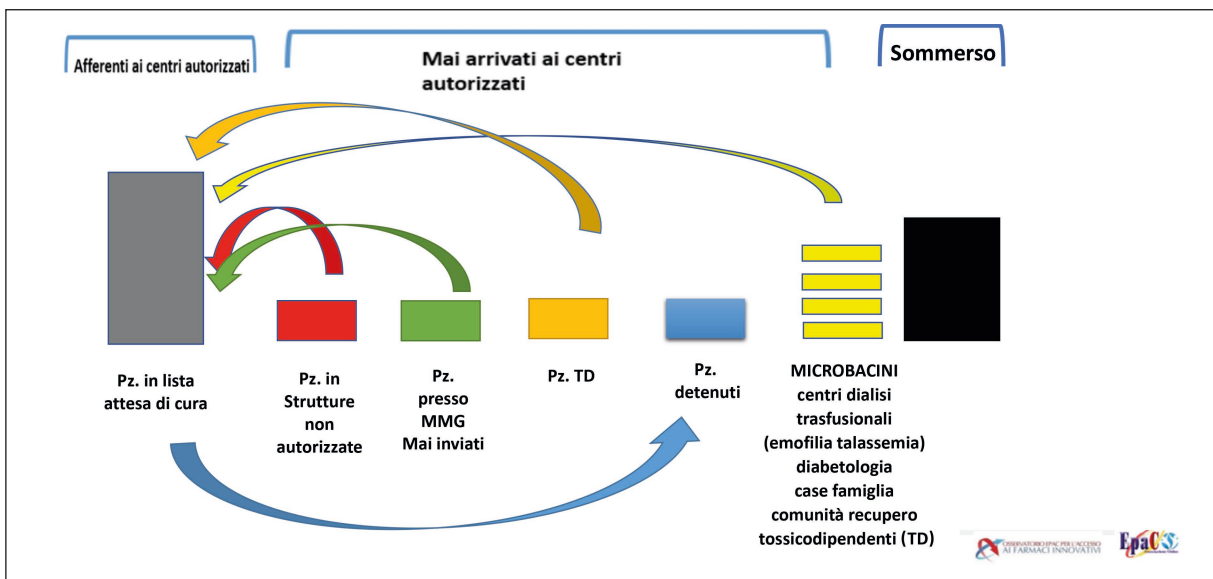 Afferenti ai centri autorizzati
Mai arrivati ai centri
autorizzati
Sommerso
Pz. in lista
attesa di cura
Pz. in
Strutture
non
autorizzate
Pz.
presso
MMG
Mai inviati
Pz. TD
Pz.
detenuti
MICROBACINI
centri dialisi
trasfusionali
(emofilia talassemia)
diabetologia
case famiglia
comunità recupero
tossicodipendenti (TD)
OSSERVATORIO EPAC PER L'ACCESSO
AI FARMACI INNOVATIVI
EpaC